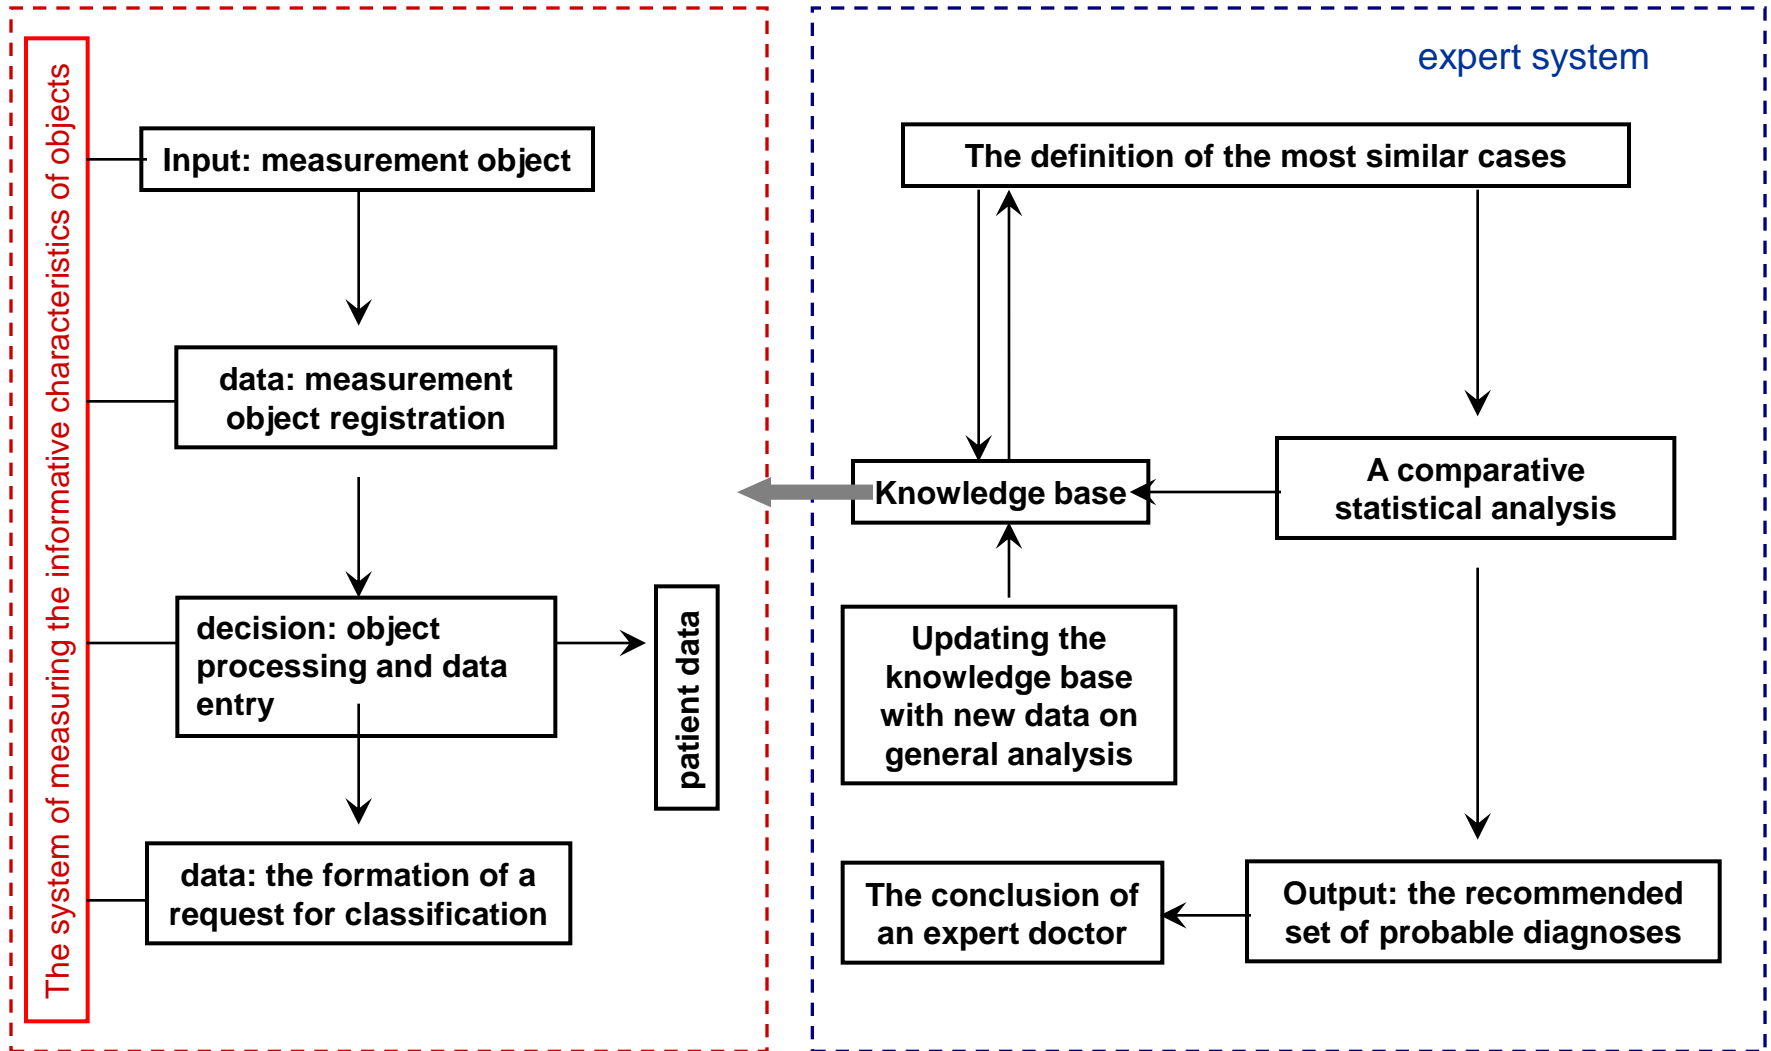 The system of measuring the informative characteristics of objects
Input: measurement object
data: measurement
object registration
decision: object
processing and data
entry
patient data
data: the formation of a
request for classification
expert system
The definition of the most similar cases
Knowledge base
A comparative
statistical analysis
Updating the
knowledge base
with new data on
general analysis
The conclusion of
an expert doctor
Output: the recommended
set of probable diagnoses